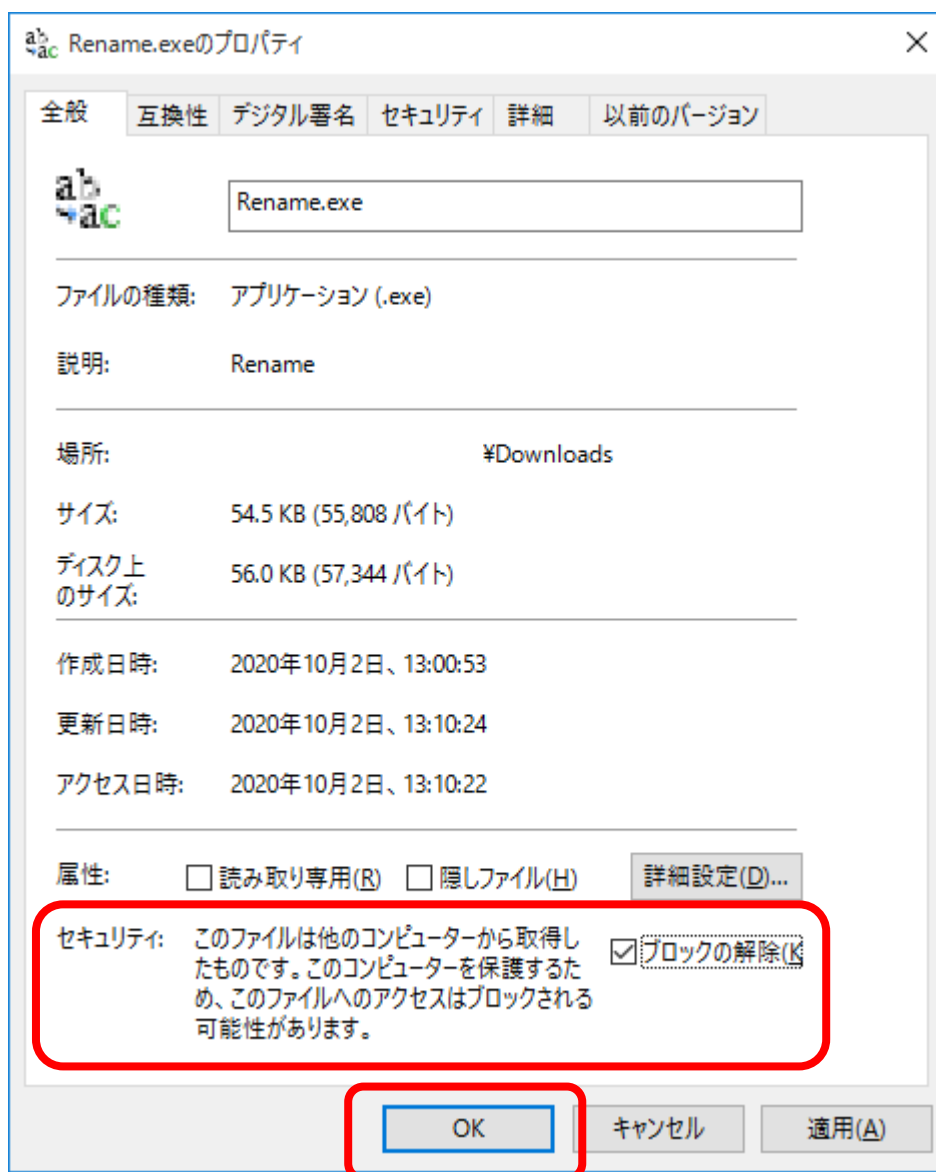 Rename.exeのプロパティ
全般 互換性 デジタル署名 セキュリティ 詳細 以前のバージョン
ab
ac
Rename.exe
ファイルの種類: アプリケーション (.exe)
説明: Rename
場所: ¥Downloads
サイズ: 54.5 KB (55,808 バイト)
ディスク上
のサイズ: 56.0 KB (57,344 バイト)
作成日時: 2020年10月2日、13:00:53
更新日時: 2020年10月2日、13:10:24
アクセス日時: 2020年10月2日、13:10:22
属性: 読み取り専用(R) 隠しファイル(H) 詳細設定(D)...
セキュリティ: このファイルは他のコンピューターから取得し
たものです。このコンピューターを保護するた
め、このファイルへのアクセスはブロックされる
可能性があります。
ブロックの解除(K
OK キャンセル 適用(A)